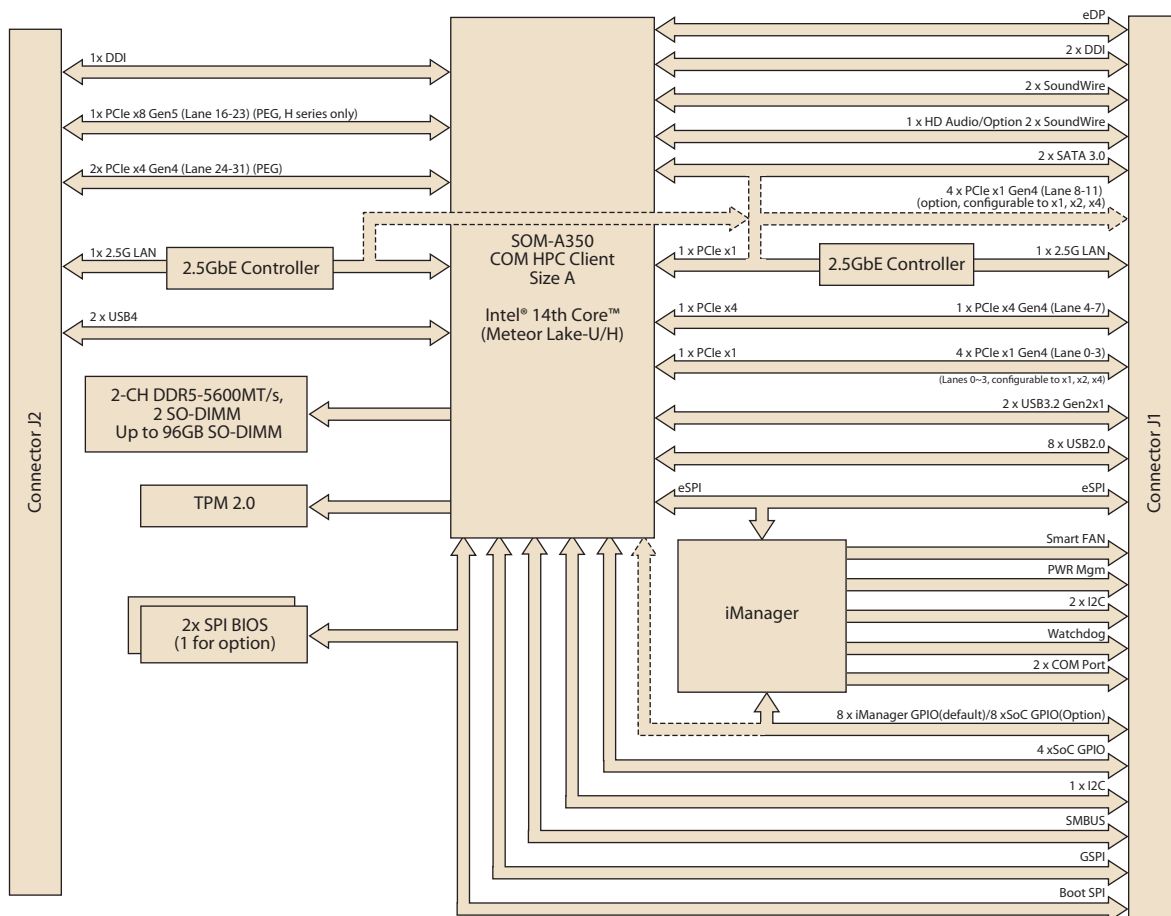 Connector J2
1x DDI
1x PCIe x8 Gen5 (Lane 16-23) (PEG, H series only)
2x PCIe x4 Gen4 (Lane 24-31) (PEG)
1x 2.5G LAN
2.5GbE Controller
2 x USB4
2-CH DDR5-5600MT/s,
2 SO-DIMM
Up to 96GB SO-DIMM
TPM 2.0
2x SPI BIOS
(1 for option)
SOM-A350
COM HPC Client
Size A
Intel® 14th Core™
(Meteor Lake-U/H)
eDP
2 x DDI
2 x SoundWire
1 x HD Audio/Option 2 x SoundWire
2 x SATA 3.0
4 x PCIe x1 Gen4 (Lane 8-11)
(option, configurable to x1, x2, x4)
1 x PCIe x1
2.5GbE Controller
1 x 2.5G LAN
1 x PCIe x4
1 x PCIe x4 Gen4 (Lane 4-7)
1 x PCIe x1
4 x PCIe x1 Gen4 (Lane 0-3)
(Lanes 0~3, configurable to x1, x2, x4)
2 x USB3.2 Gen2x1
8 x USB2.0
eSPI
eSPI
iManager
Smart FAN
PWR Mgm
2 x I2C
Watchdog
2 x COM Port
8 x iManager GPIO(default)/8 xSoC GPIO(Option)
4 xSoC GPIO
1 x I2C
SMBUS
GSPI
Boot SPI
Connector J1